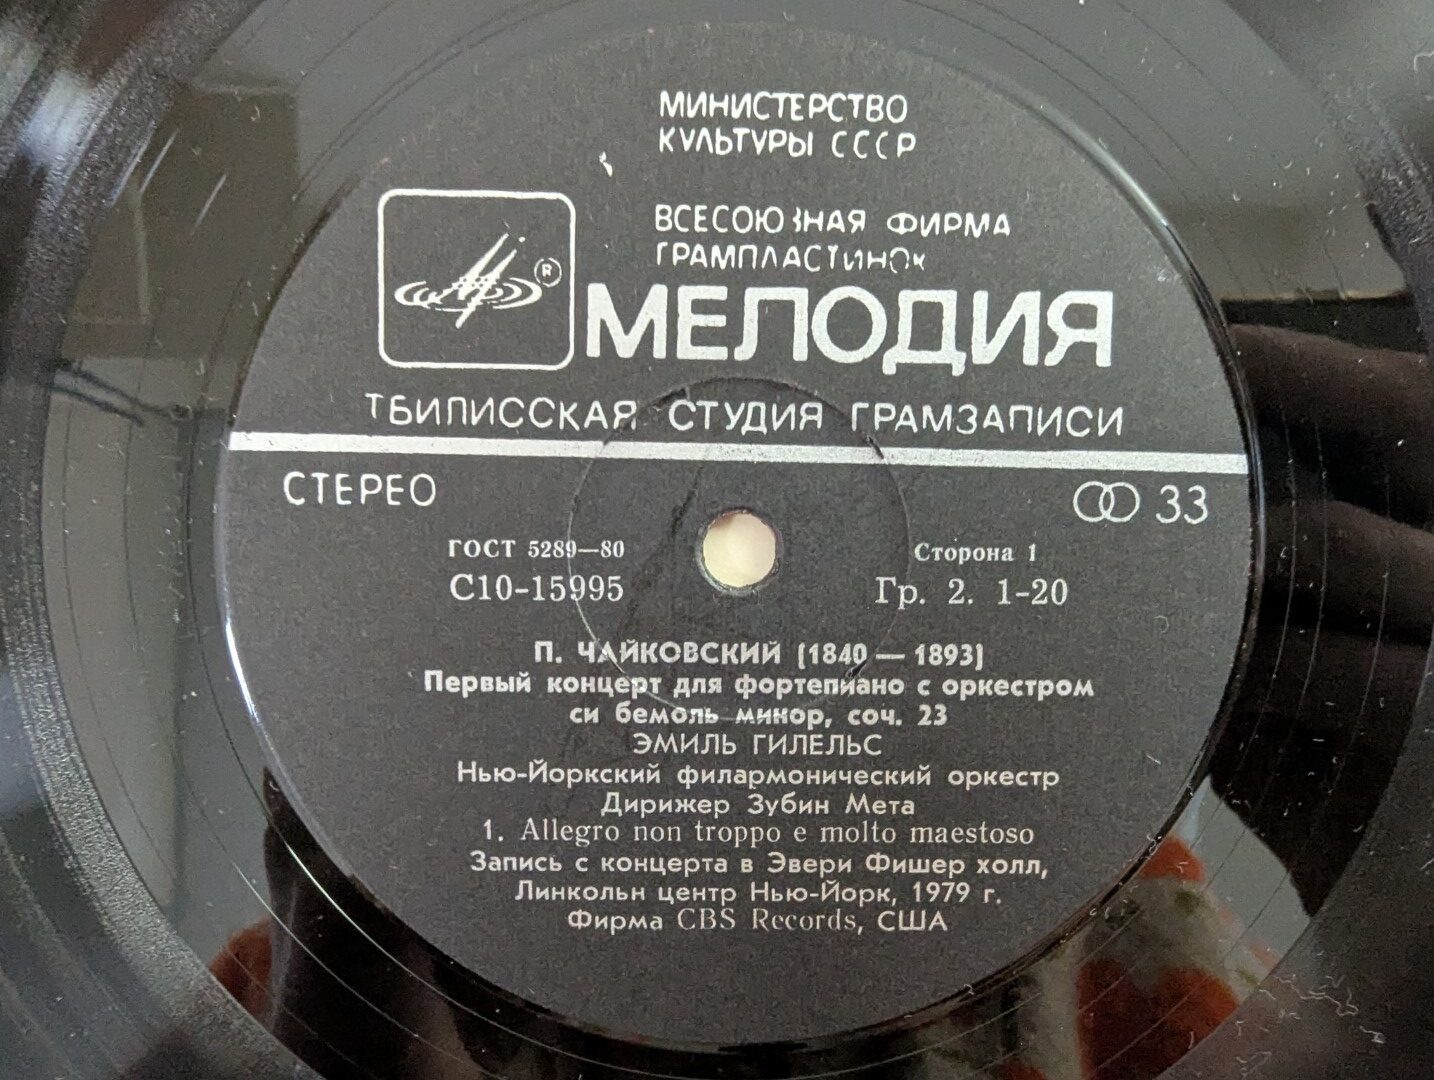 МИНИСТЕРСТВО
КУЛЬТУРЫ СССР
ВСЕСОЮЗНАЯ ФИРМА
ГРАМПЛАСТИНОК
®
МЕЛОДИЯ
ТБИЛИССКАЯ СТУДИЯ ГРАМЗАПИСИ
СТЕРЕО
33
ГОСТ 5289—80
Сторона 1
С10-15995
Гр. 2. 1-20
П. ЧАЙКОВСКИЙ (1840 — 1893)
Первый концерт для фортепиано с оркестром
си бемоль минор, соч. 23
ЭМИЛЬ ГИЛЕЛЬС
Нью-Йоркский филармонический оркестр
Дирижер Зубин Мета
1. Allegro non troppo e molto maestoso
Запись с концерта в Эвери Фишер холл,
Линкольн центр Нью-Йорк, 1979 г.
Фирма CBS Records, США